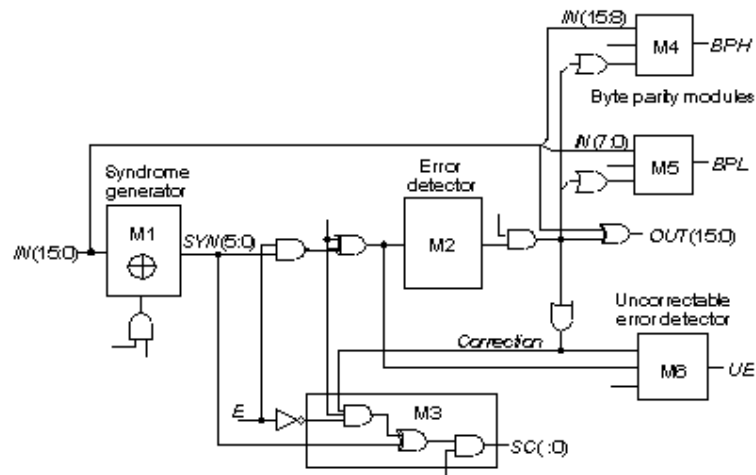 IN(15:8)
M4
BPH
Byte parity modules
IN(7:0)
M5
BPL
Syndrome
generator
Error
detector
M1
SYN(5:0)
M2
IN(15:0)
OUT(15:0)
Uncorrectable
error detector
Correction
M6
UE
E
M3
SC( :0)